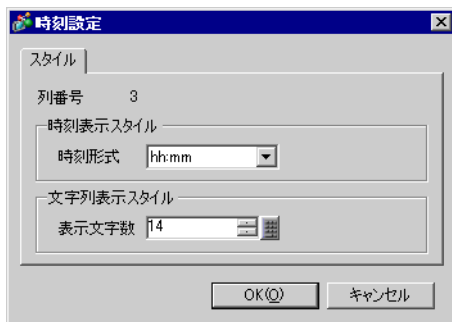 時刻設定
スタイル
列番号 3
時刻表示スタイル
時刻形式 hh:mm
文字列表示スタイル
表示文字数 14
OK(O) キャンセル